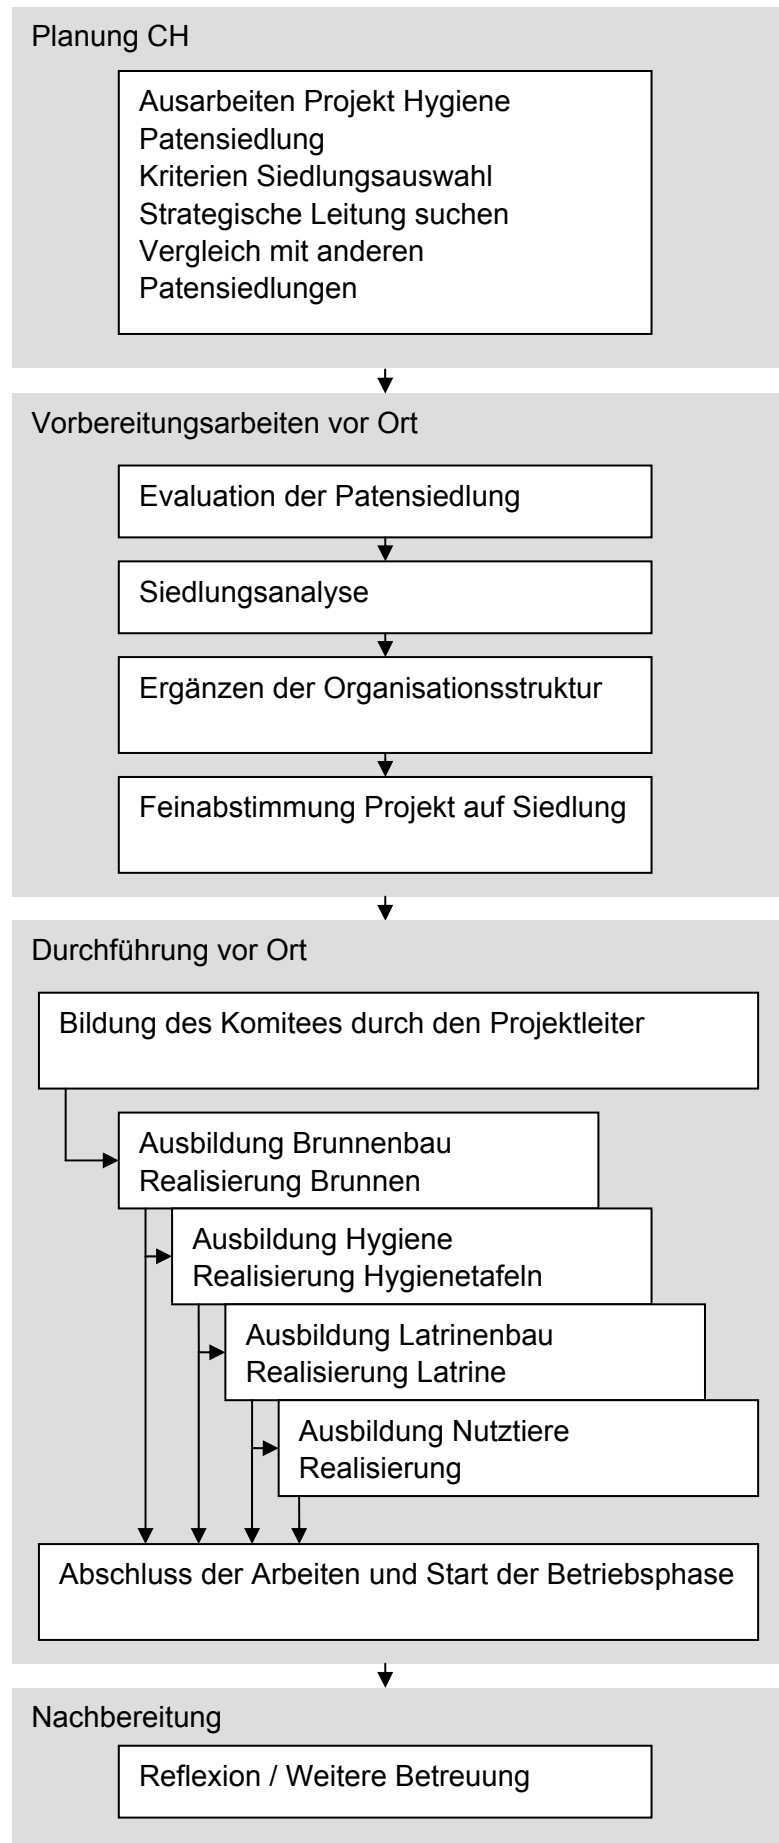 Planung CH
Ausarbeiten Projekt Hygiene
Patensiedlung
Kriterien Siedlungsauswahl
Strategische Leitung suchen
Vergleich mit anderen
Patensiedlungen
Vorbereitungsarbeiten vor Ort
Evaluation der Patensiedlung
Siedlungsanalyse
Ergänzen der Organisationsstruktur
Feinabstimmung Projekt auf Siedlung
Durchführung vor Ort
Bildung des Komitees durch den Projektleiter
Ausbildung Brunnenbau
Realisierung Brunnen
Ausbildung Hygiene
Realisierung Hygienetafeln
Ausbildung Latrinenbau
Realisierung Latrine
Ausbildung Nutztiere
Realisierung
Abschluss der Arbeiten und Start der Betriebsphase
Nachbereitung
Reflexion / Weitere Betreuung